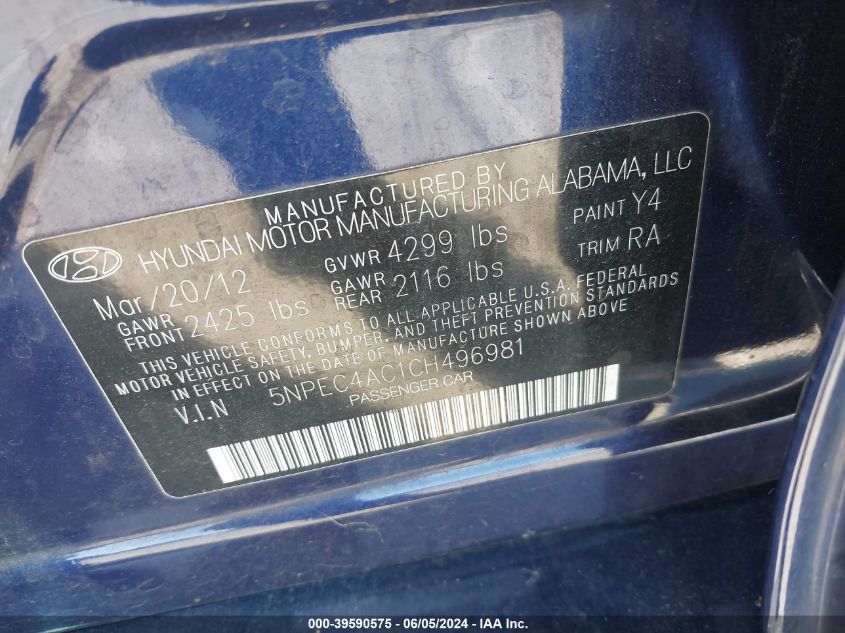 MANUFACTURED BY
HYUNDAI MOTOR MANUFACTURING ALABAMA, LLC
Mar/20/12 GVWR 4299 lbs PAINT Y4
GAWR FRONT 2425 lbs GAWR REAR 2116 lbs TRIM RA
THIS VEHICLE CONFORMS TO ALL APPLICABLE U.S.A. FEDERAL
MOTOR VEHICLE SAFETY, BUMPER, AND THEFT PREVENTION STANDARDS
IN EFFECT ON THE DATE OF MANUFACTURE SHOWN ABOVE
V.I.N 5NPEC4AC1CH496981
PASSENGER CAR
000-39590575 - 06/05/2024 - IAA Inc.